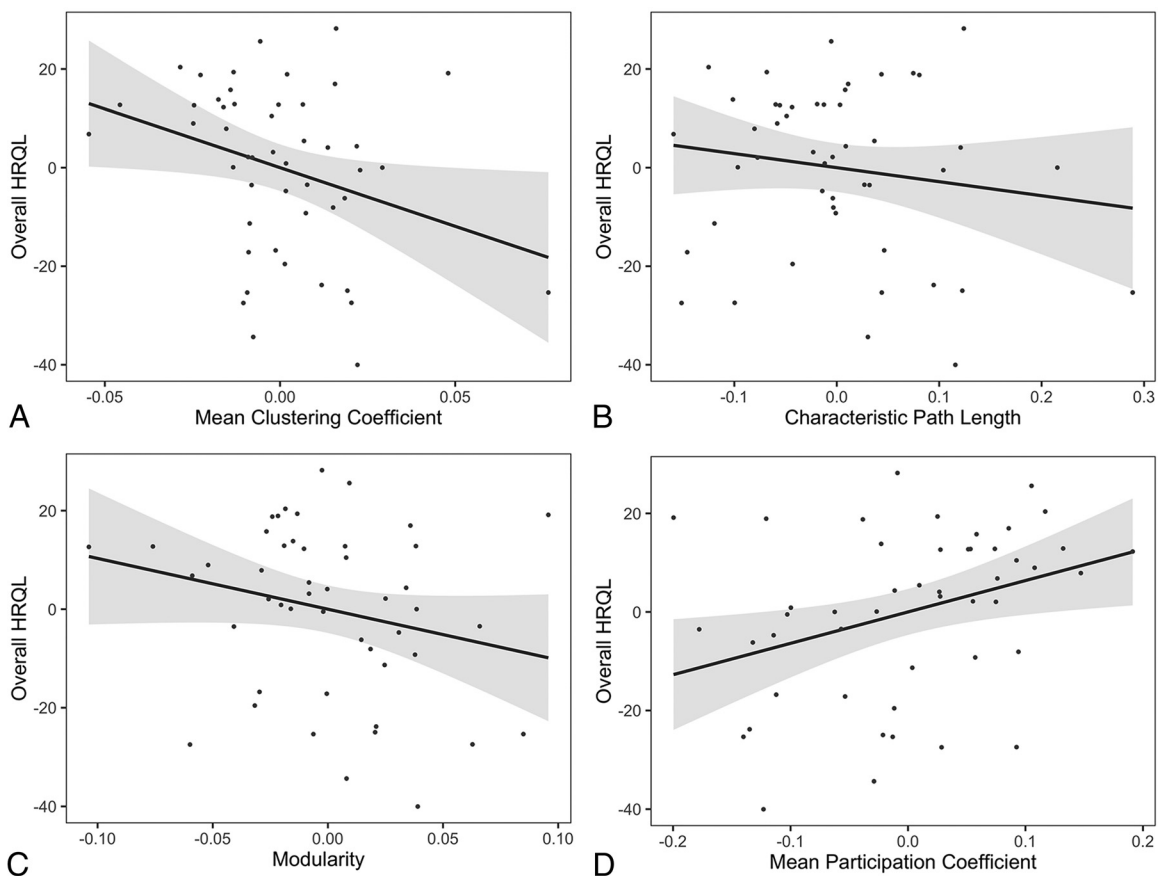 20
0
-20
-40
Overall HRQL
-0.05 0.00 0.05
Mean Clustering Coefficient
A
20
0
-20
-40
Overall HRQL
-0.1 0.0 0.1 0.2 0.3
Characteristic Path Length
B
20
0
-20
-40
Overall HRQL
-0.10 -0.05 0.00 0.05 0.10
Modularity
C
20
0
-20
-40
Overall HRQL
-0.2 -0.1 0.0 0.1 0.2
Mean Participation Coefficient
D